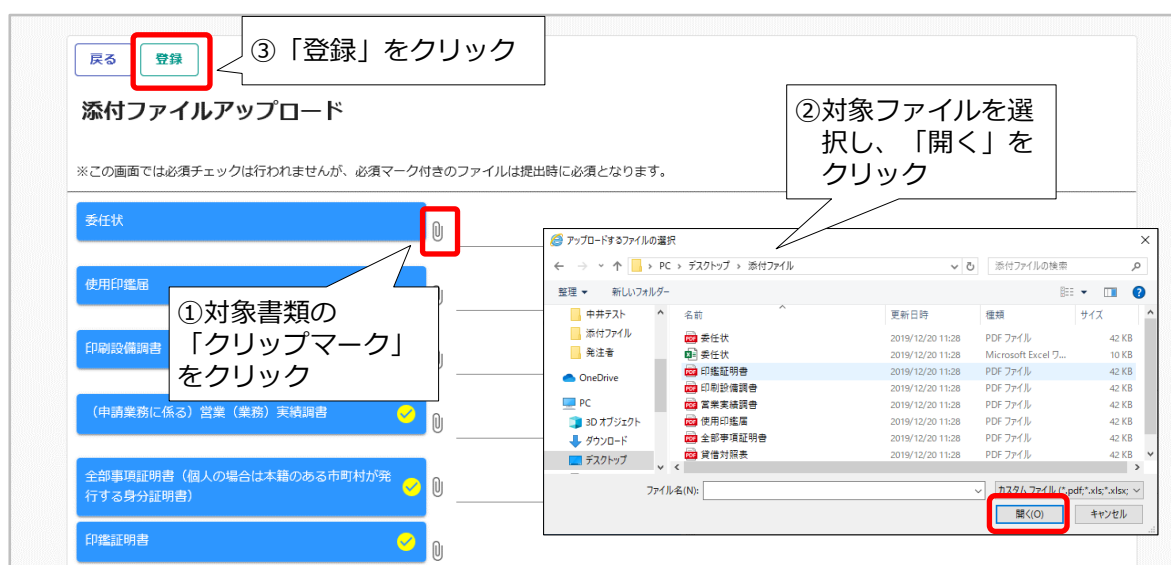 戻る 登録
③「登録」をクリック
添付ファイルアップロード
※この画面では必須チェックは行われませんが、必須マーク付きのファイルは提出時に必須となります。
②対象ファイルを選
択し、「開く」を
クリック
委任状
使用印鑑届
印刷設備調書
①対象書類の
「クリップマーク」
をクリック
(申請業務に係る)営業(業務)実績調書
全部事項証明書(個人の場合は本籍のある市町村が発
行する身分証明書)
印鑑証明書
アップロードするファイルの選択
PC › デスクトップ › 添付ファイル
添付ファイルの検索
整理 新しいフォルダー
中井テスト
添付ファイル
発注者
OneDrive
PC
3D オブジェクト
ダウンロード
デスクトップ
名前 更新日時 種類 サイズ
委任状 2019/12/20 11:28 PDF ファイル 42 KB
委任状 2019/12/20 11:28 Microsoft Excel ワ... 10 KB
印鑑証明書 2019/12/20 11:28 PDF ファイル 42 KB
印刷設備調書 2019/12/20 11:28 PDF ファイル 42 KB
営業実績調書 2019/12/20 11:28 PDF ファイル 42 KB
使用印鑑届 2019/12/20 11:28 PDF ファイル 42 KB
全部事項証明書 2019/12/20 11:28 PDF ファイル 42 KB
貸借対照表 2019/12/20 11:28 PDF ファイル 42 KB
ファイル名(N):
カスタム ファイル (*.pdf;*.xls;*.xlsx;
開く(O) キャンセル